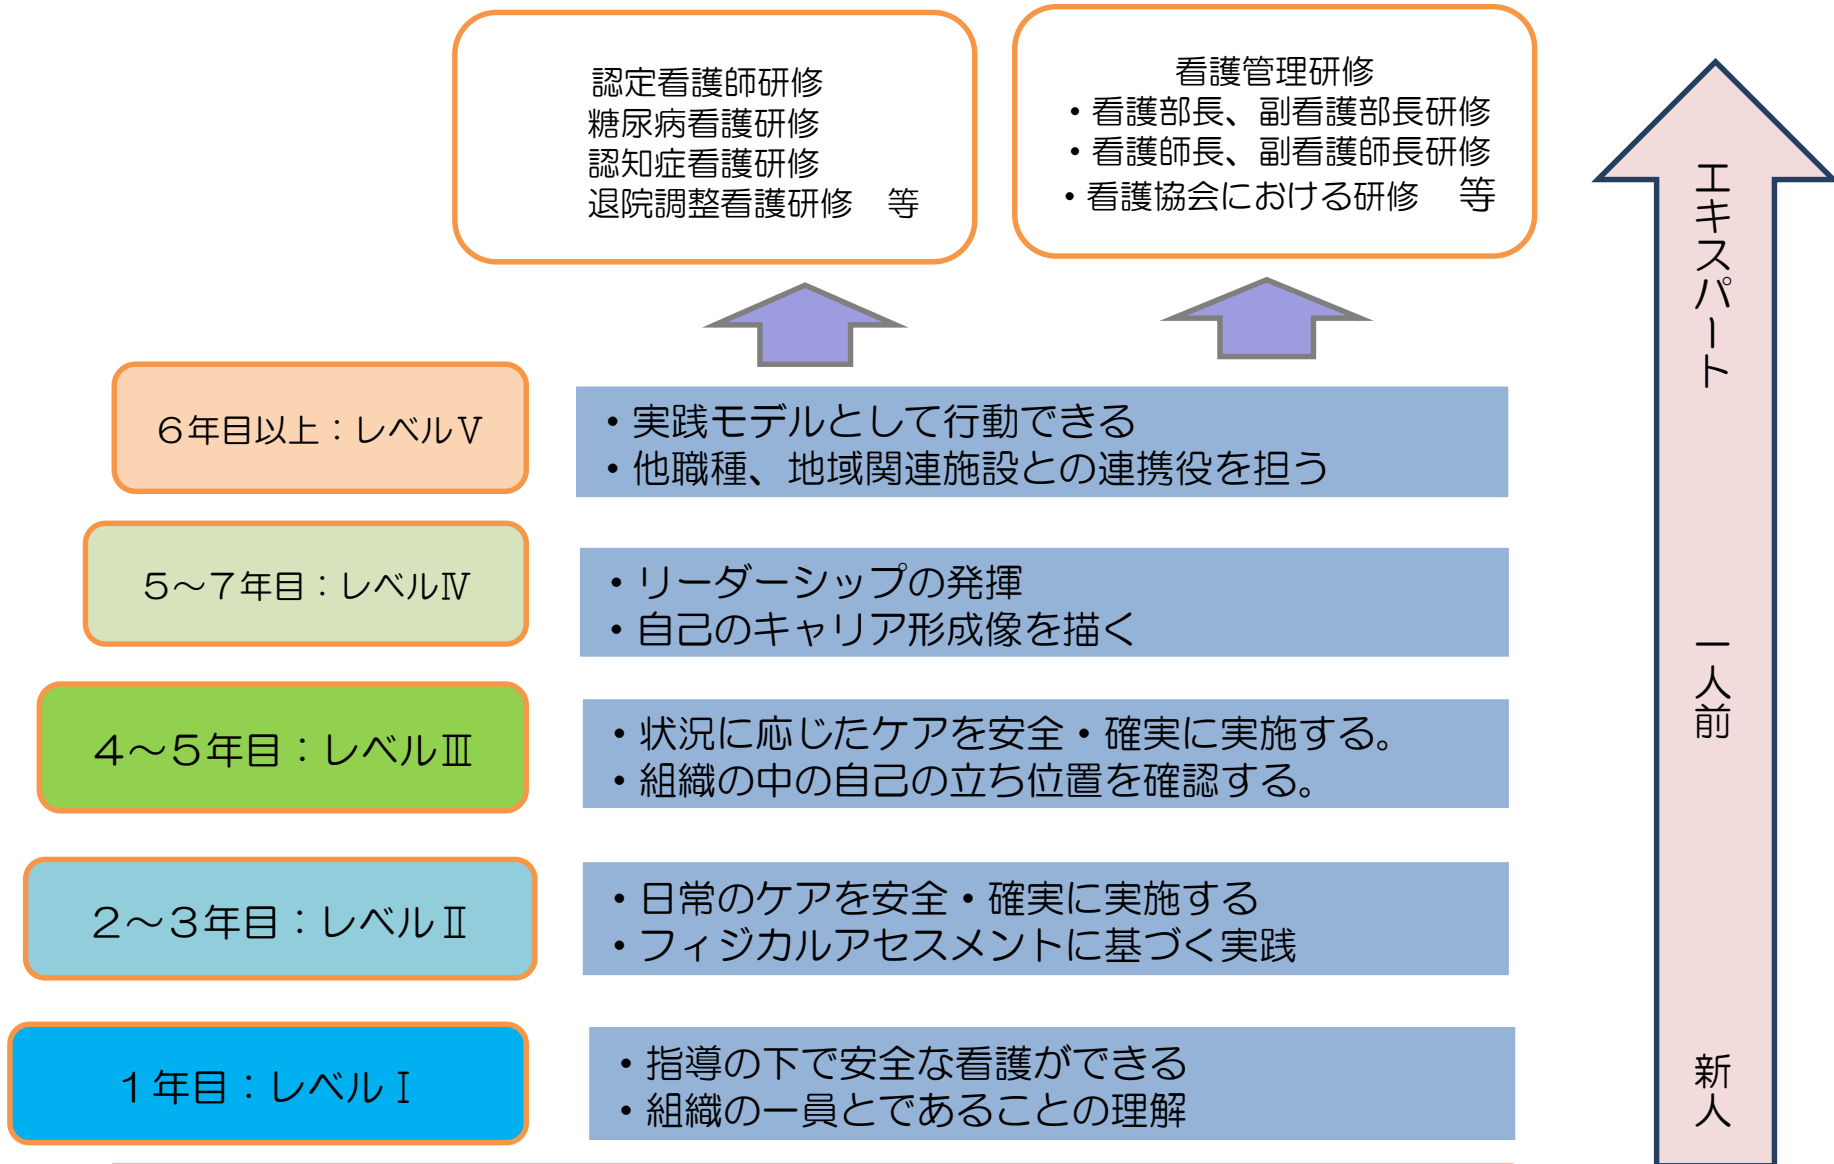 認定看護師研修
糖尿病看護研修
認知症看護研修
退院調整看護研修　等
看護管理研修
・看護部長、副看護部長研修
・看護師長、副看護師長研修
・看護協会における研修　等
６年目以上：レベルⅤ
・実践モデルとして行動できる
・他職種、地域関連施設との連携役を担う
５～７年目：レベルⅣ
・リーダーシップの発揮
・自己のキャリア形成像を描く
４～５年目：レベルⅢ
・状況に応じたケアを安全・確実に実施する。
・組織の中の自己の立ち位置を確認する。
２～３年目：レベルⅡ
・日常のケアを安全・確実に実施する
・フィジカルアセスメントに基づく実践
１年目：レベルⅠ
・指導の下で安全な看護ができる
・組織の一員とであることの理解
エキスパート
一人前
新人